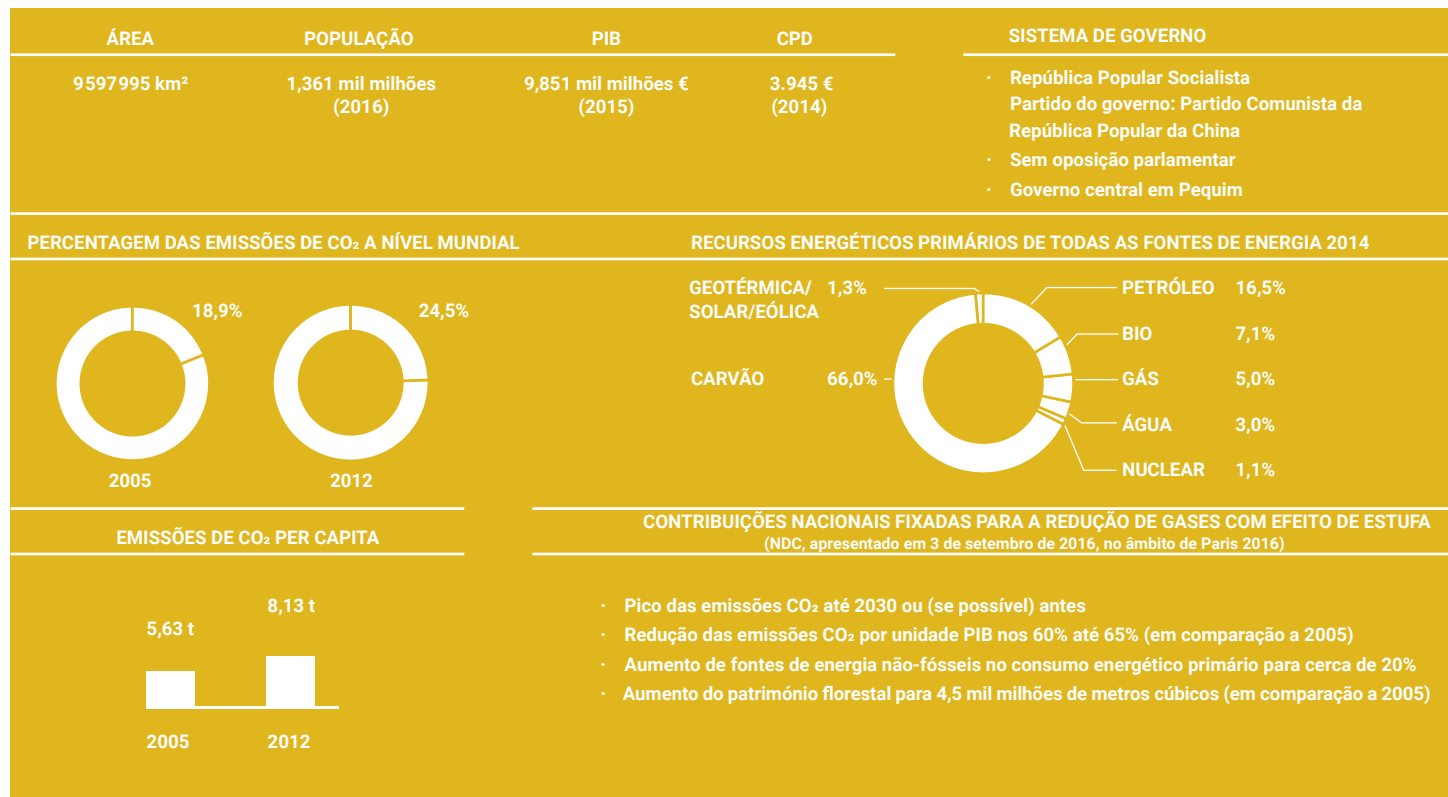 ÁREA
POPULAÇÃO
PIB
CPD
9597995 km²
1,361 mil milhões
(2016)
9,851 mil milhões €
(2015)
3.945 €
(2014)
SISTEMA DE GOVERNO
· República Popular Socialista
Partido do governo: Partido Comunista da
República Popular da China
· Sem oposição parlamentar
· Governo central em Pequim
PERCENTAGEM DAS EMISSÕES DE CO₂ A NÍVEL MUNDIAL
18,9%
2005
24,5%
2012
RECURSOS ENERGÉTICOS PRIMÁRIOS DE TODAS AS FONTES DE ENERGIA 2014
GEOTÉRMICA/ 1,3%
SOLAR/EÓLICA
CARVÃO 66,0%
PETRÓLEO 16,5%
BIO 7,1%
GÁS 5,0%
ÁGUA 3,0%
NUCLEAR 1,1%
EMISSÕES DE CO₂ PER CAPITA
5,63 t
8,13 t
2005
2012
CONTRIBUIÇÕES NACIONAIS FIXADAS PARA A REDUÇÃO DE GASES COM EFEITO DE ESTUFA
(NDC, apresentado em 3 de setembro de 2016, no âmbito de Paris 2016)
· Pico das emissões CO₂ até 2030 ou (se possível) antes
· Redução das emissões CO₂ por unidade PIB nos 60% até 65% (em comparação a 2005)
· Aumento de fontes de energia não-fósseis no consumo energético primário para cerca de 20%
· Aumento do património florestal para 4,5 mil milhões de metros cúbicos (em comparação a 2005)